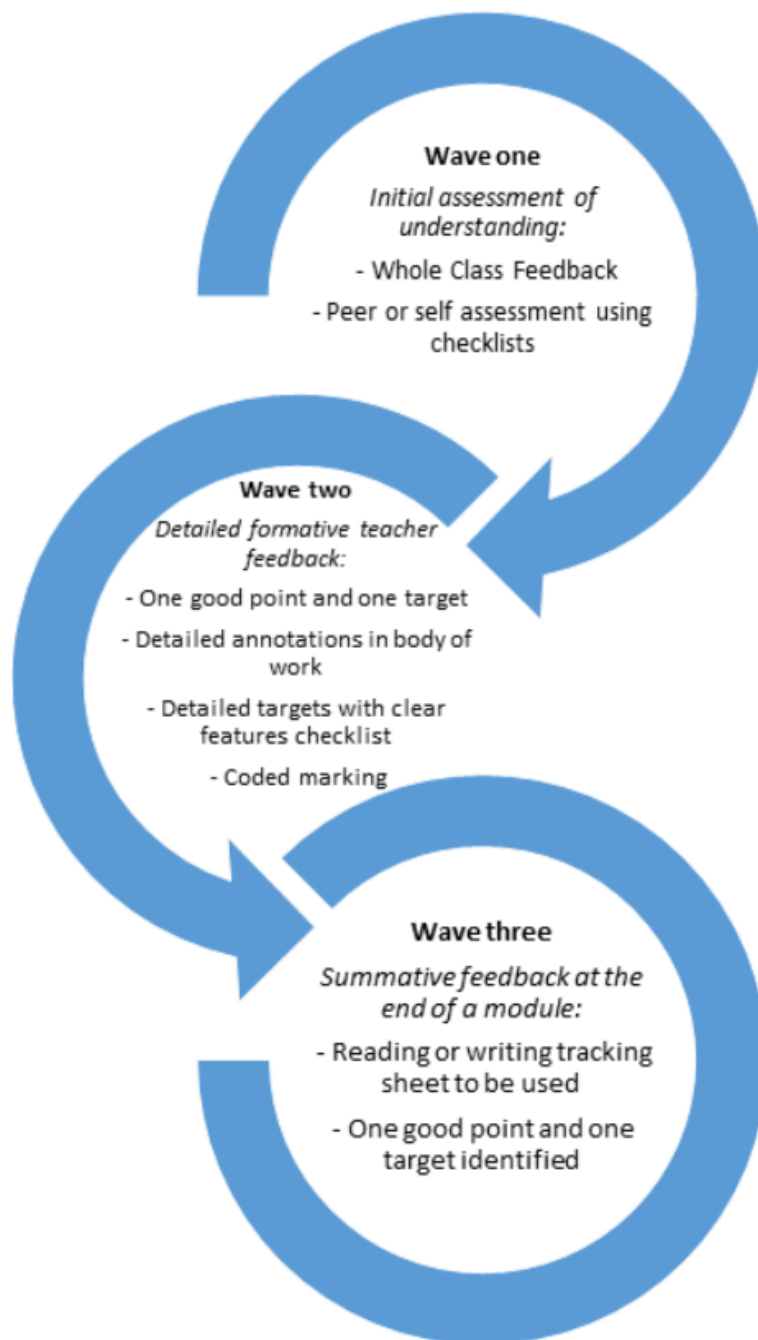 Wave one
Initial assessment of
understanding:
- Whole Class Feedback
- Peer or self assessment using
checklists
Wave two
Detailed formative teacher
feedback:
- One good point and one target
- Detailed annotations in body of
work
- Detailed targets with clear
features checklist
- Coded marking
Wave three
Summative feedback at the
end of a module:
- Reading or writing tracking
sheet to be used
- One good point and one
target identified